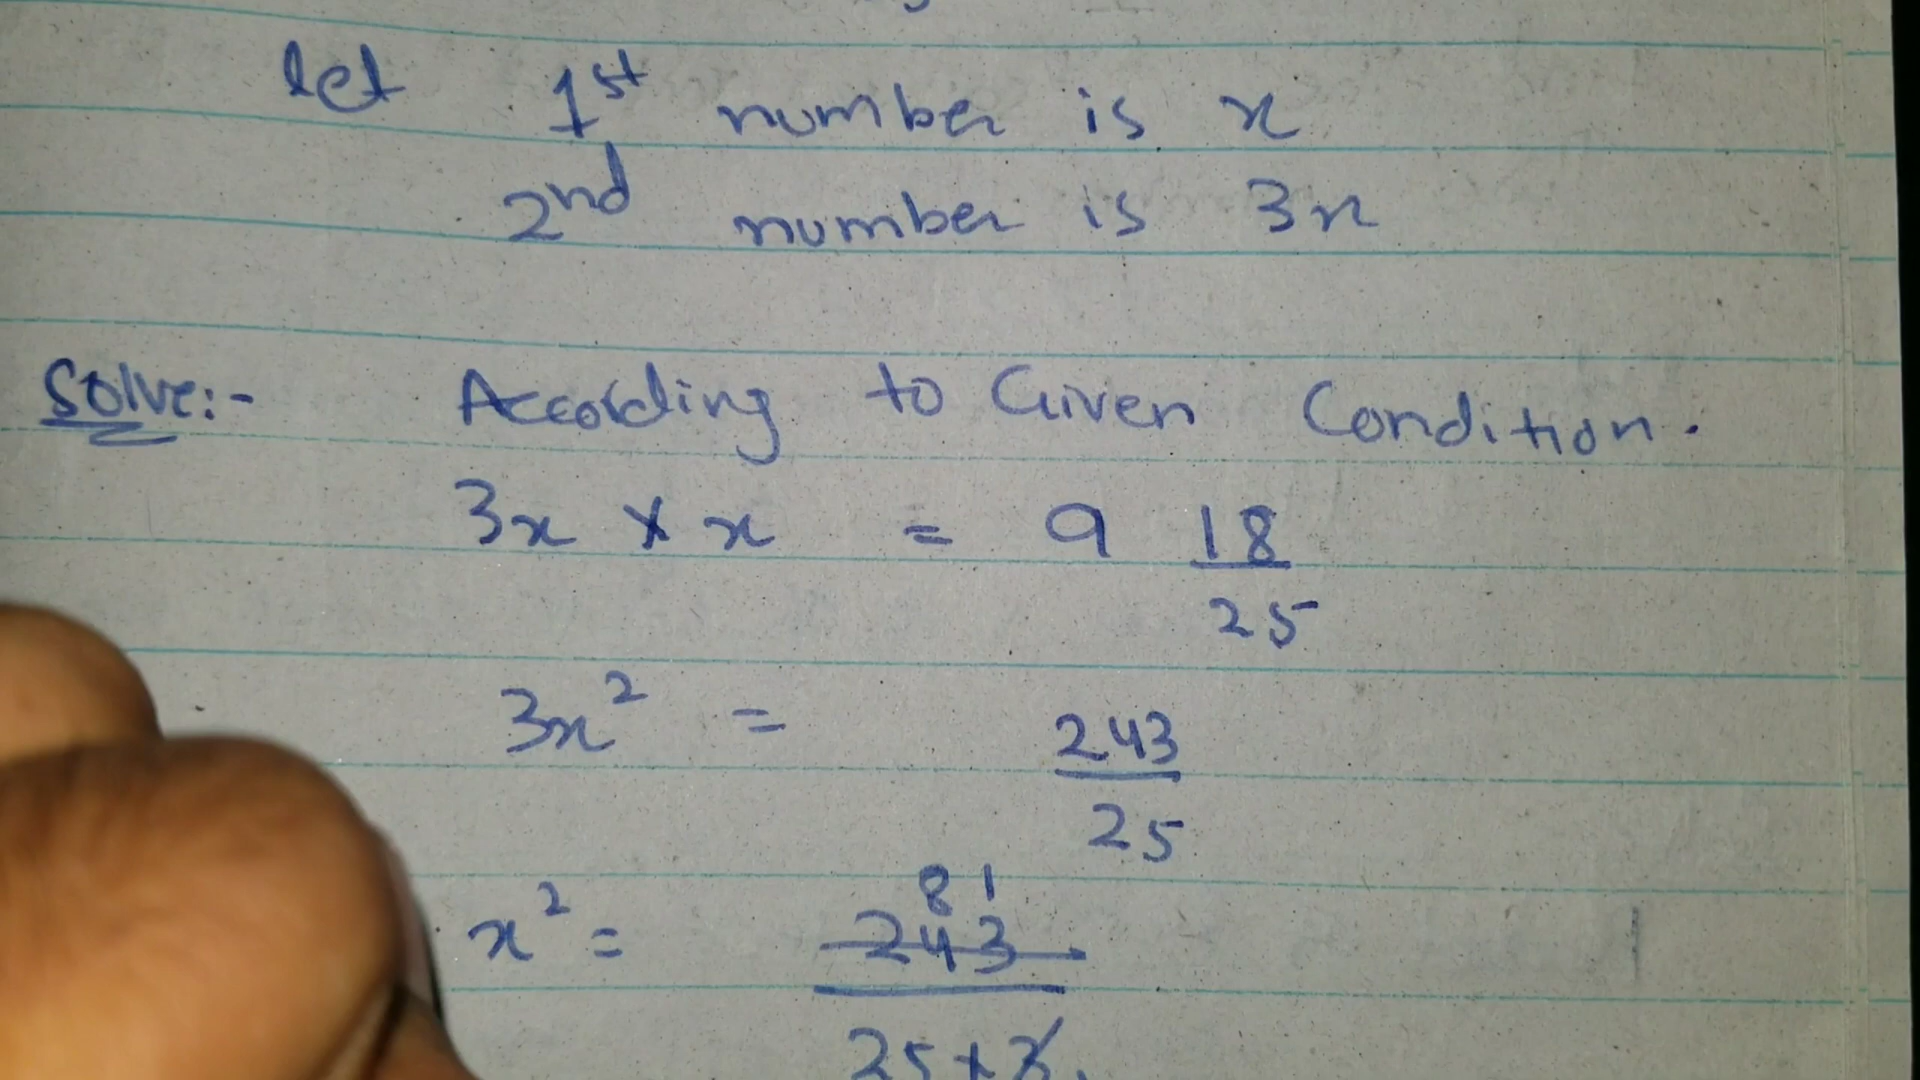 let 1st number is x
2nd number is 3x
Solve:- According to Given Condition.
3x × x = 9 18/25
3x² = 243/25
81
x² = 243/25×3